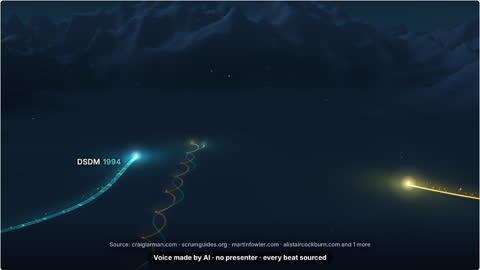 DSDM 1994
Source: craiglarman.com · scrumguides.org · martinfowler.com · alistaircockburn.com and 1 more
Voice made by AI · no presenter · every beat sourced